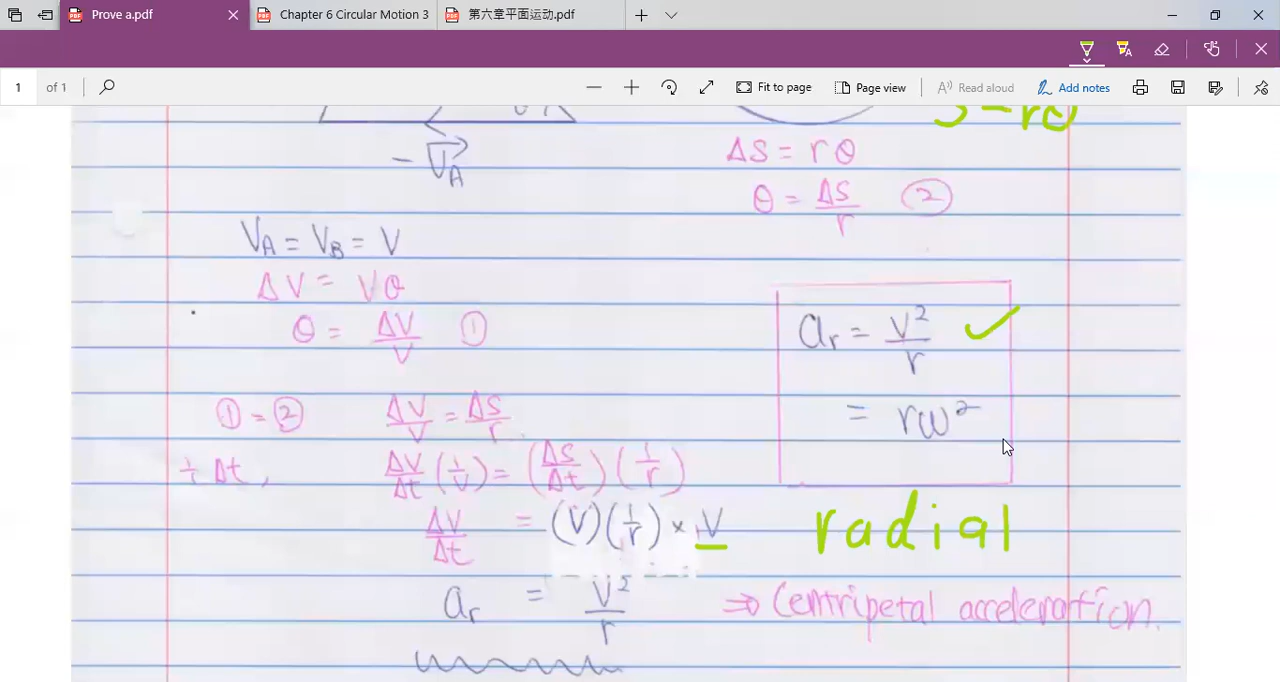 Prove a.pdf
Chapter 6 Circular Motion 3
第六章平面运动.pdf
1 of 1
Fit to page
Page view
Read aloud
Add notes
S = rθ
- V⃗A
ΔS = rθ
θ = ΔS/r ②
VA = VB = V
ΔV = Vθ
θ = ΔV/V ①
ar = V²/r ✓
= rω²
① = ② ΔV/V = ΔS/r
÷ Δt, ΔV/Δt (1/V) = (ΔS/Δt)(1/r)
ΔV/Δt = (V)(1/r) × V
radial
ar = V²/r
⇒ Centripetal acceleration.